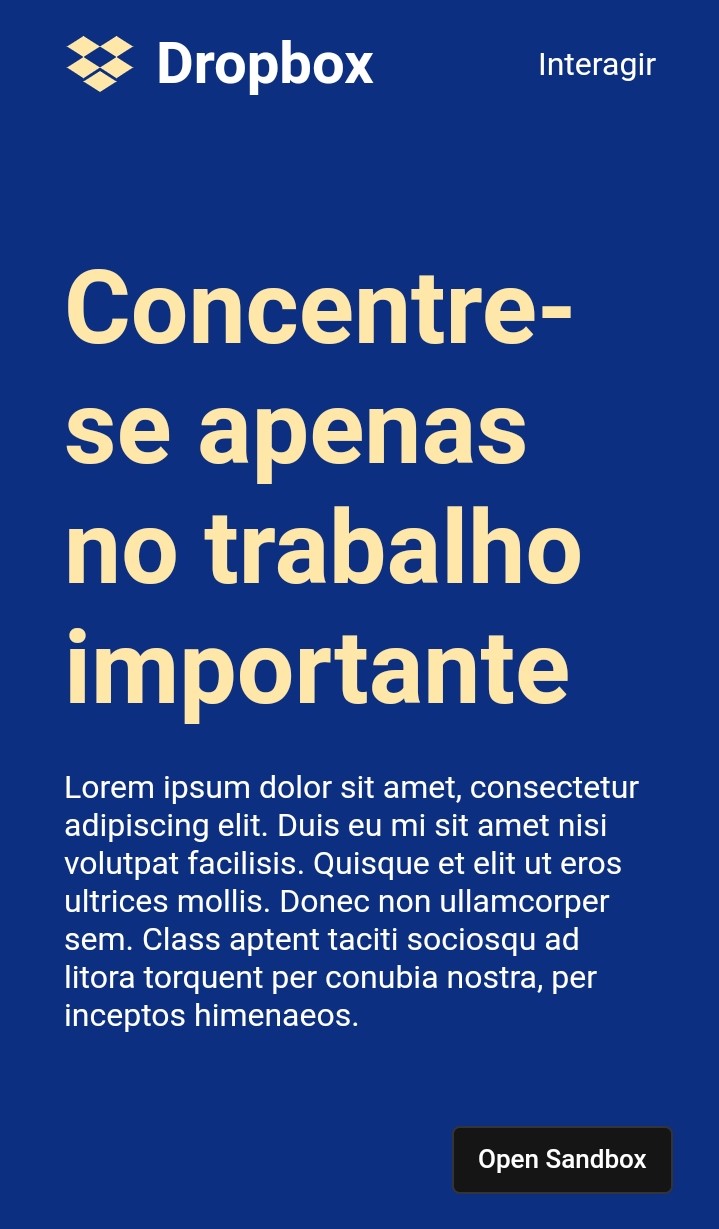 Dropbox
Interagir
Concentre-
se apenas
no trabalho
importante
Lorem ipsum dolor sit amet, consectetur
adipiscing elit. Duis eu mi sit amet nisi
volutpat facilisis. Quisque et elit ut eros
ultrices mollis. Donec non ullamcorper
sem. Class aptent taciti sociosqu ad
litora torquent per conubia nostra, per
inceptos himenaeos.
Open Sandbox